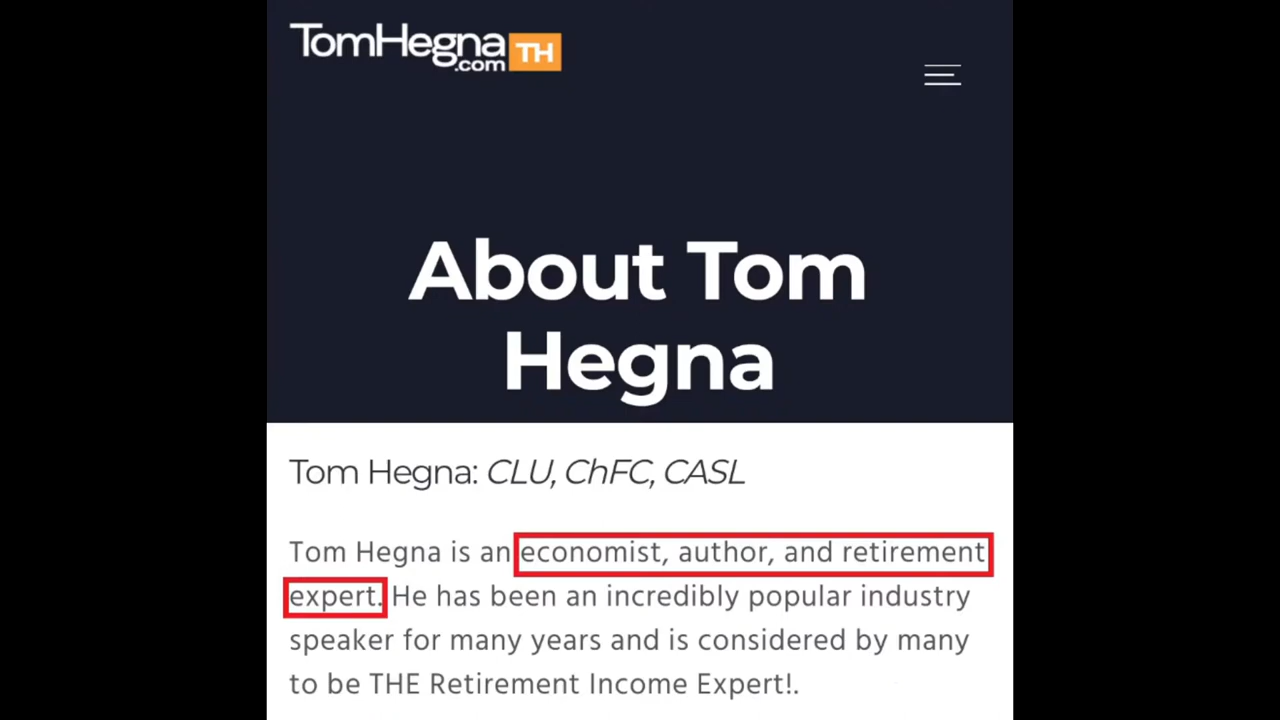 TomHegna
.com TH
About Tom
Hegna
Tom Hegna: CLU, ChFC, CASL
Tom Hegna is an economist, author, and retirement
expert. He has been an incredibly popular industry
speaker for many years and is considered by many
to be THE Retirement Income Expert!.